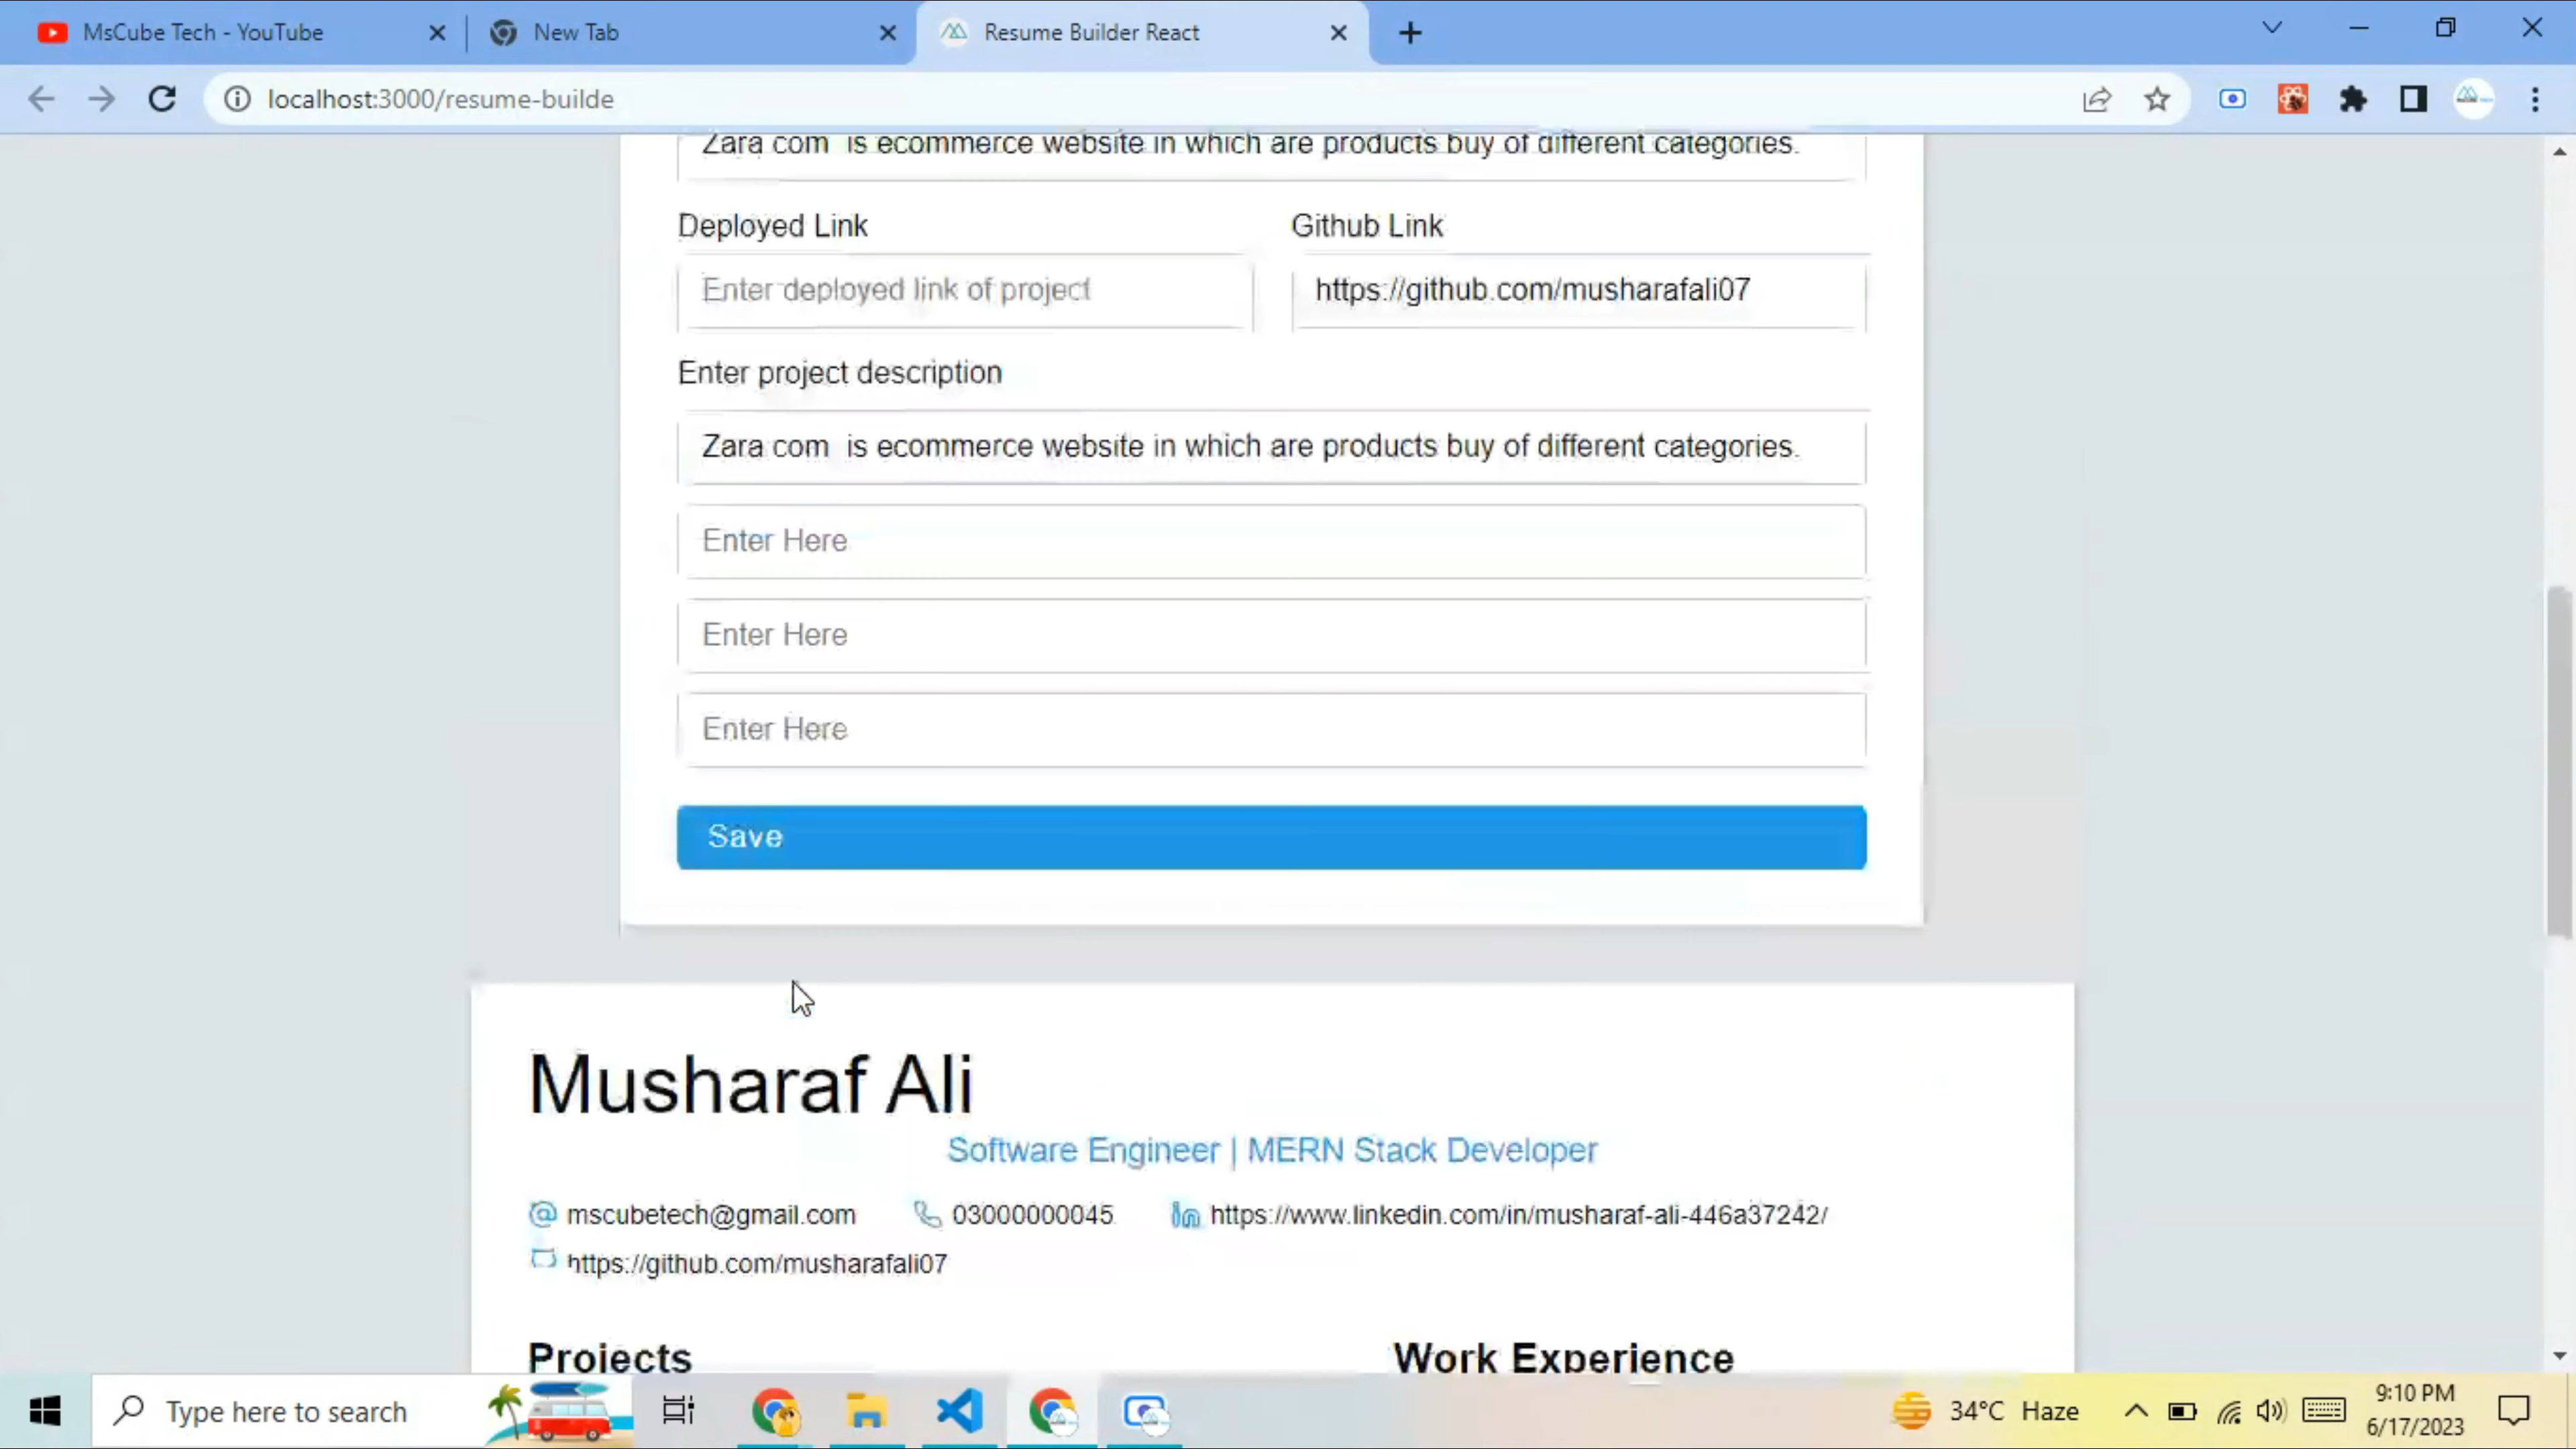 MsCube Tech - YouTube
New Tab
Resume Builder React
localhost:3000/resume-builde
Zara com  is ecommerce website in which are products buy of different categories.
Deployed Link
Github Link
Enter deployed link of project
https://github.com/musharafali07
Enter project description
Zara com  is ecommerce website in which are products buy of different categories.
Enter Here
Enter Here
Enter Here
Save
Musharaf Ali
Software Engineer | MERN Stack Developer
mscubetech@gmail.com
03000000045
https://www.linkedin.com/in/musharaf-ali-446a37242/
https://github.com/musharafali07
Projects
Work Experience
Type here to search
34°C Haze
9:10 PM
6/17/2023